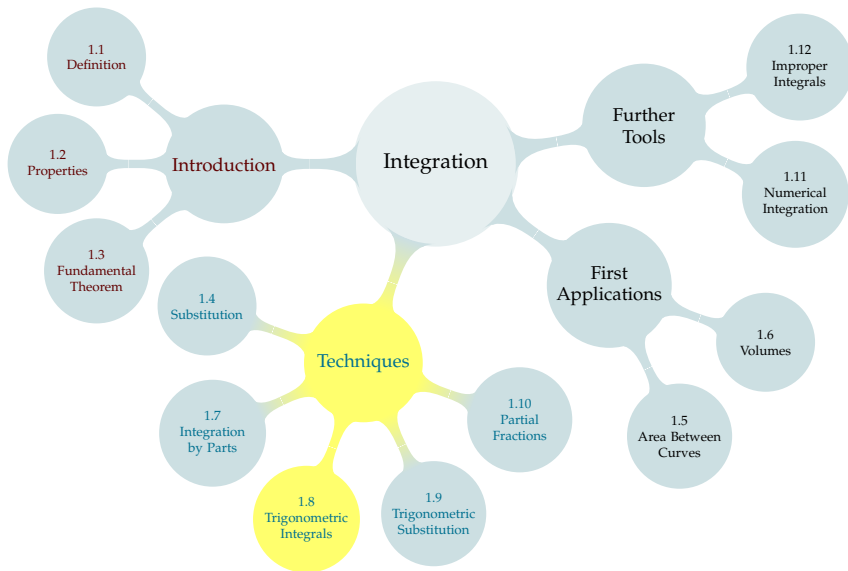 Integration
Introduction
1.1
Definition
1.2
Properties
1.3
Fundamental
Theorem
Techniques
1.4
Substitution
1.7
Integration
by Parts
1.8
Trigonometric
Integrals
1.9
Trigonometric
Substitution
1.10
Partial
Fractions
First
Applications
1.5
Area Between
Curves
1.6
Volumes
Further
Tools
1.11
Numerical
Integration
1.12
Improper
Integrals